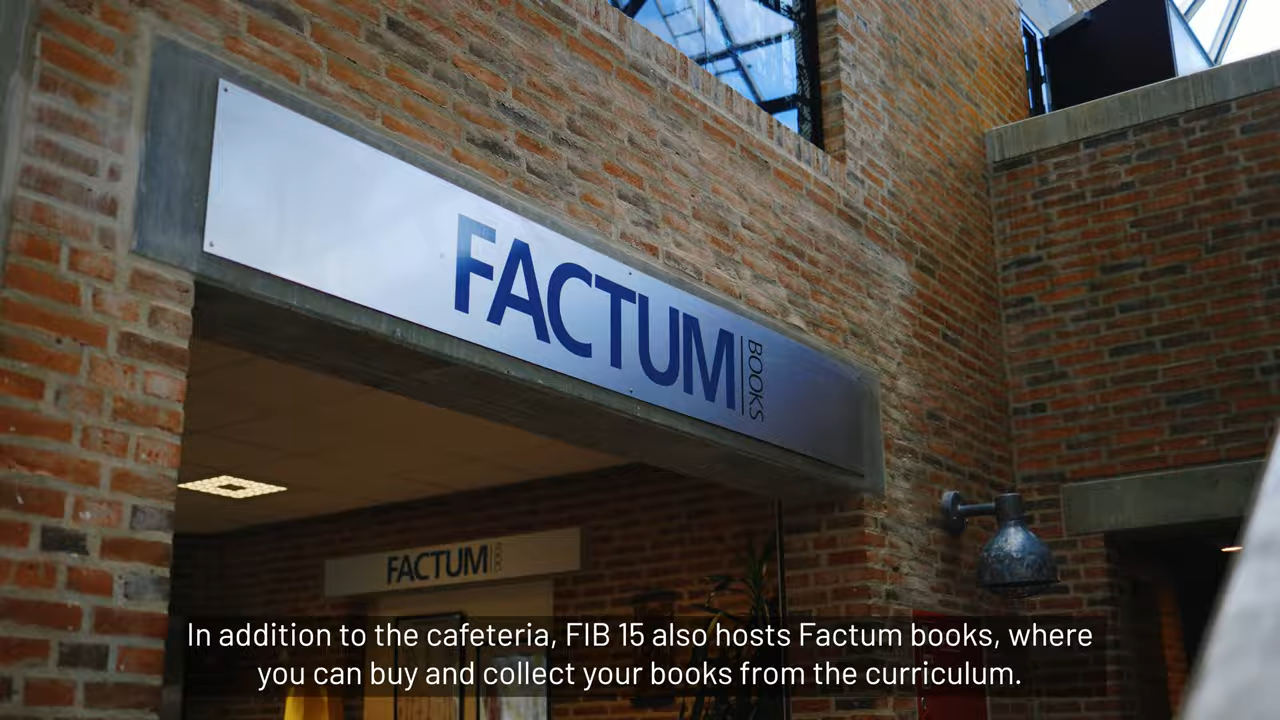 FACTUM
BOOKS
FACTUM
BOOKS
In addition to the cafeteria, FIB 15 also hosts Factum books, where
you can buy and collect your books from the curriculum.